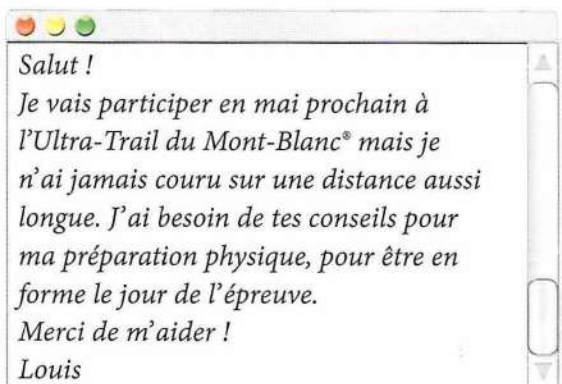 Salut !
Je vais participer en mai prochain à
l'Ultra-Trail du Mont-Blanc® mais je
n'ai jamais couru sur une distance aussi
longue. J'ai besoin de tes conseils pour
ma préparation physique, pour être en
forme le jour de l'épreuve.
Merci de m'aider !
Louis